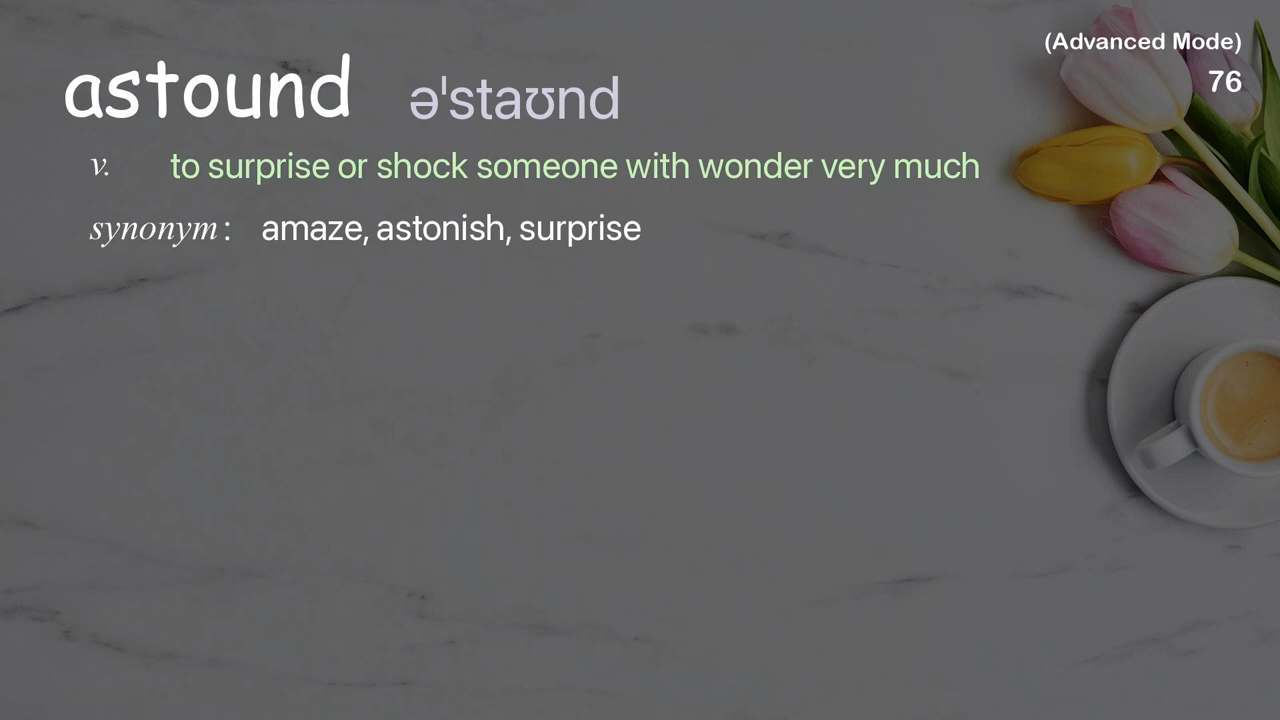 (Advanced Mode)
76
astound əˈstaʊnd
v. to surprise or shock someone with wonder very much
synonym: amaze, astonish, surprise